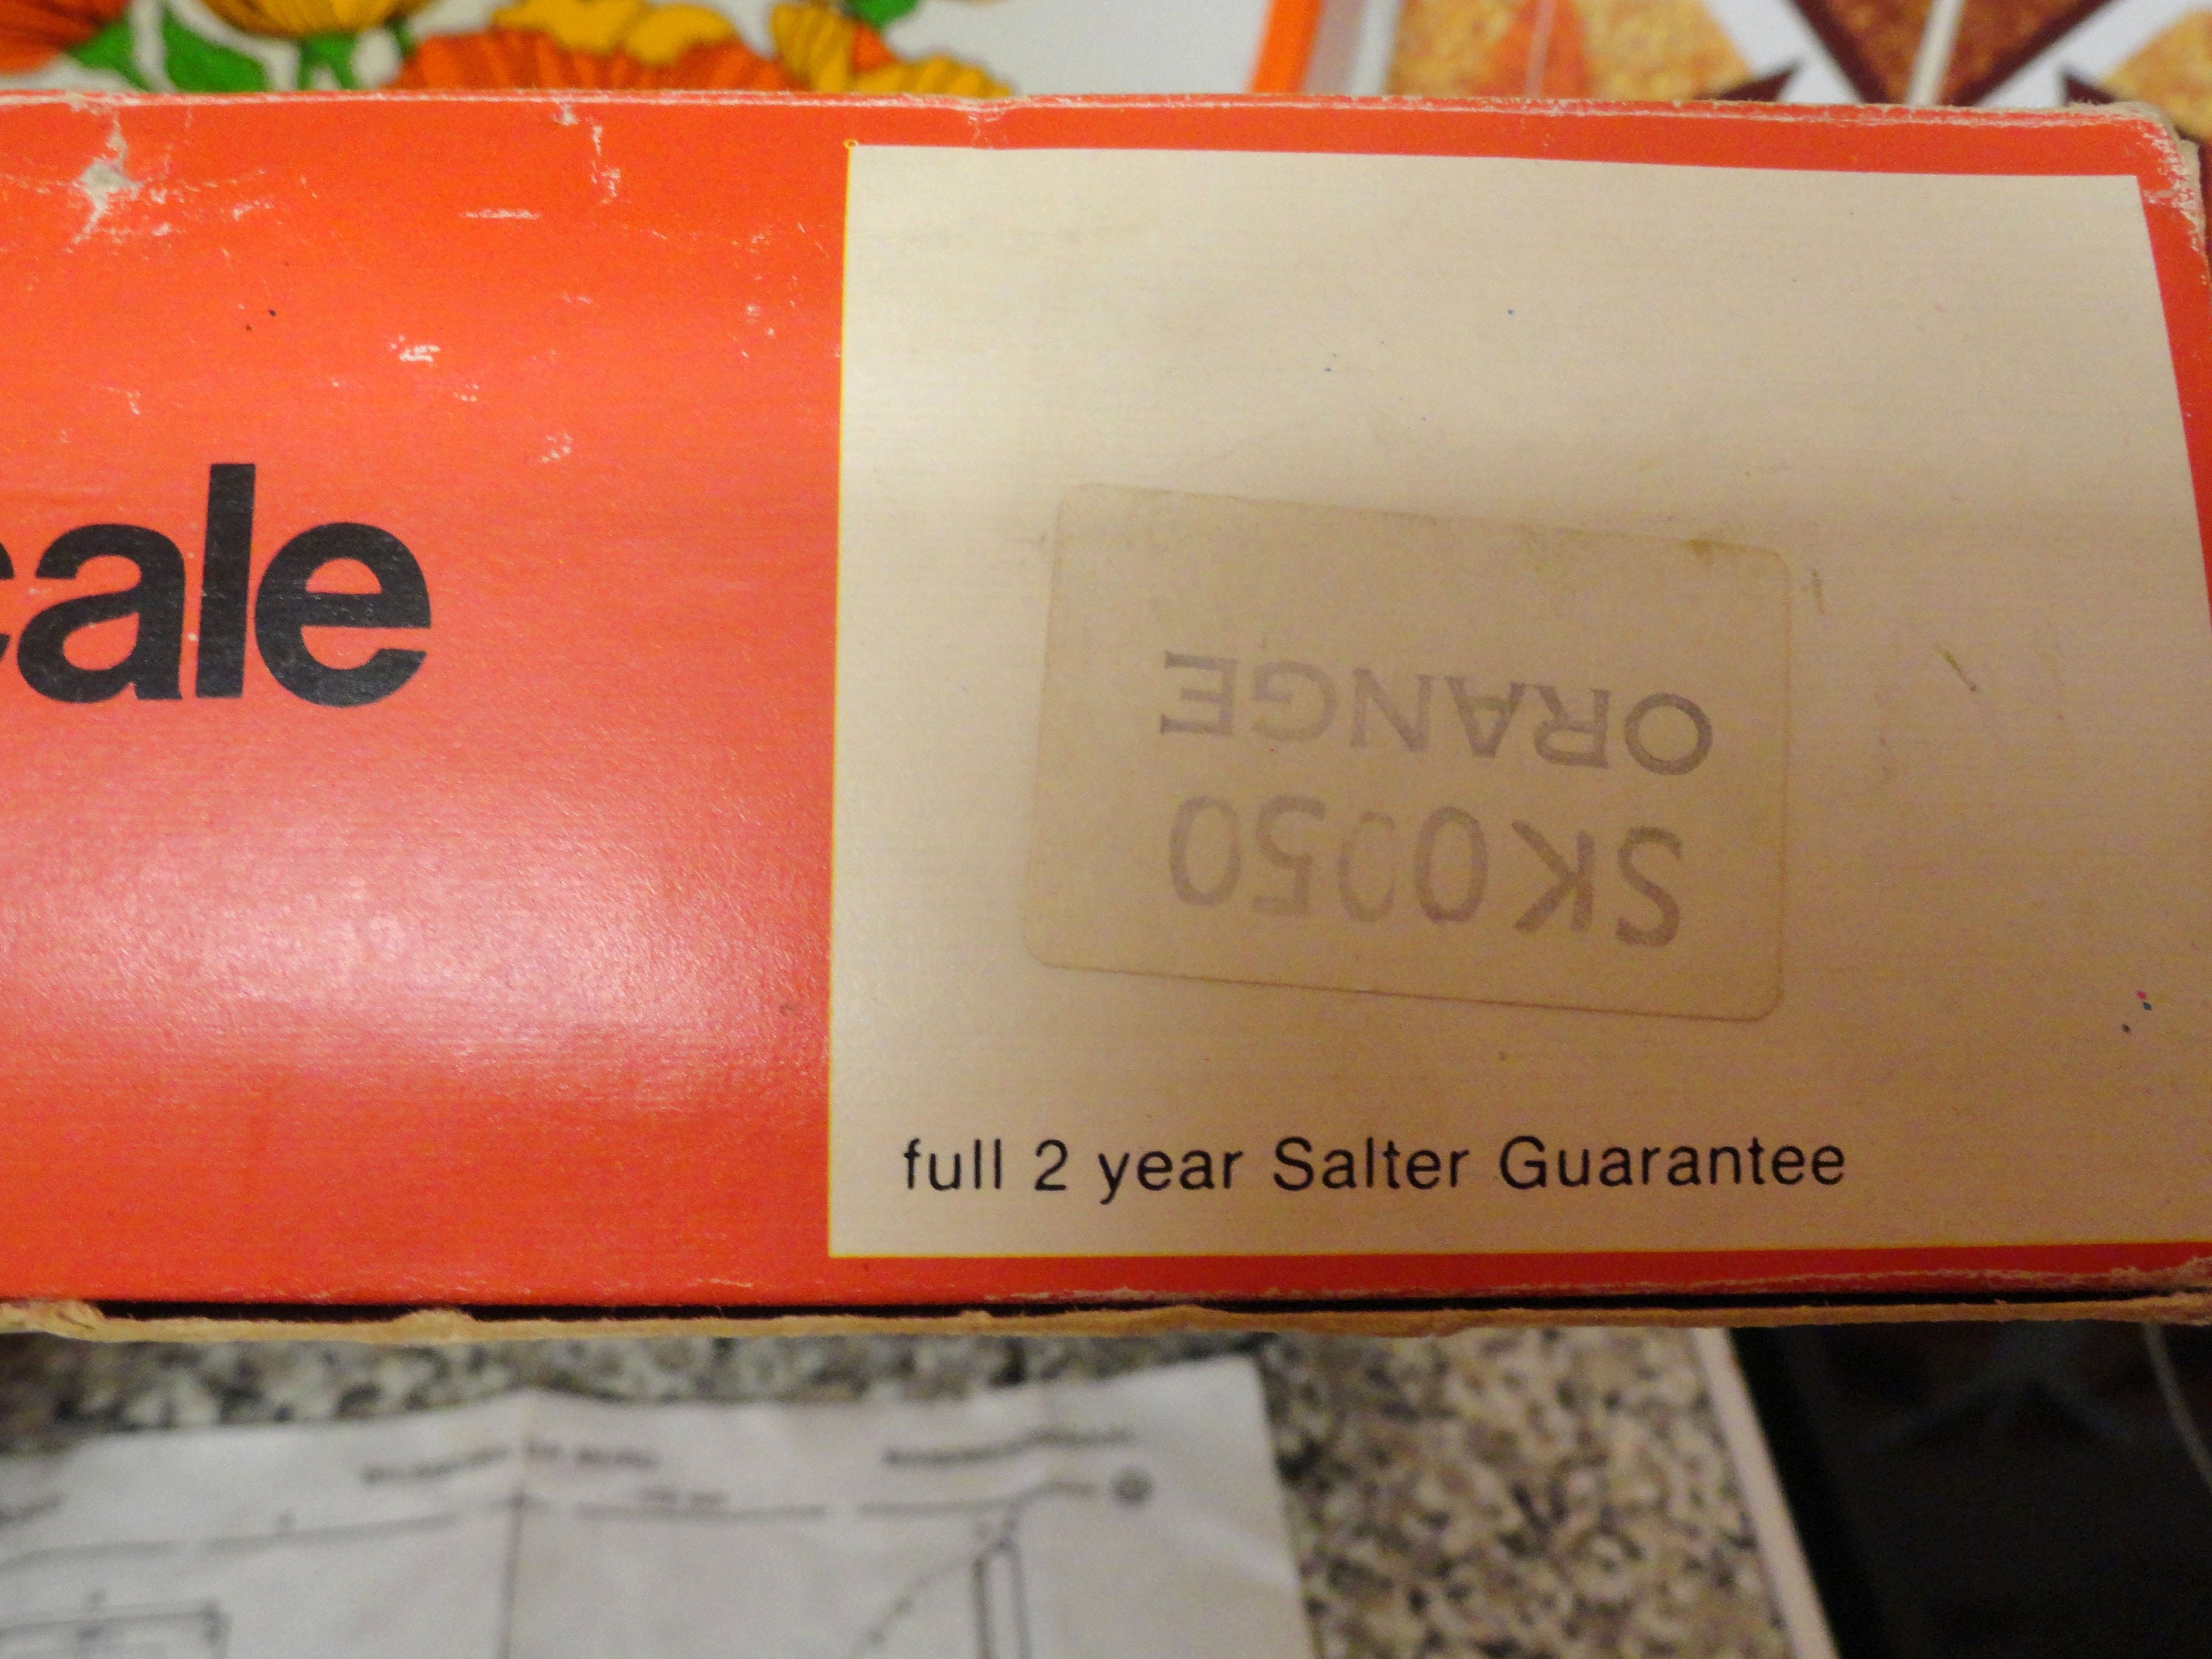 cale
SK0050
ORANGE
full 2 year Salter Guarantee